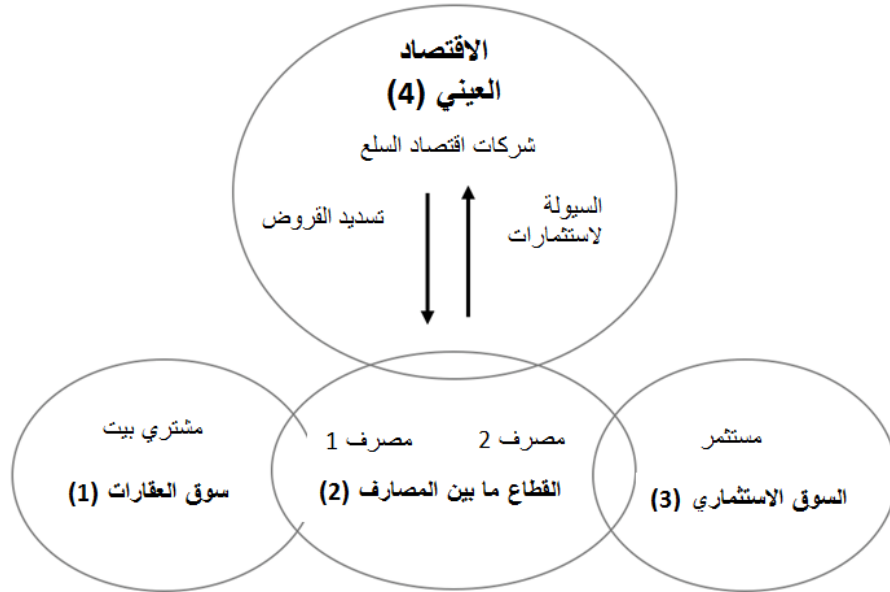 الاقتصاد
العيني (4)
شركات اقتصاد السلع
السيولة
لاستثمارات
تسديد القروض
مشتري بيت
سوق العقارات (1)
مصرف 1
مصرف 2
القطاع ما بين المصارف (2)
مستثمر
السوق الاستثماري (3)